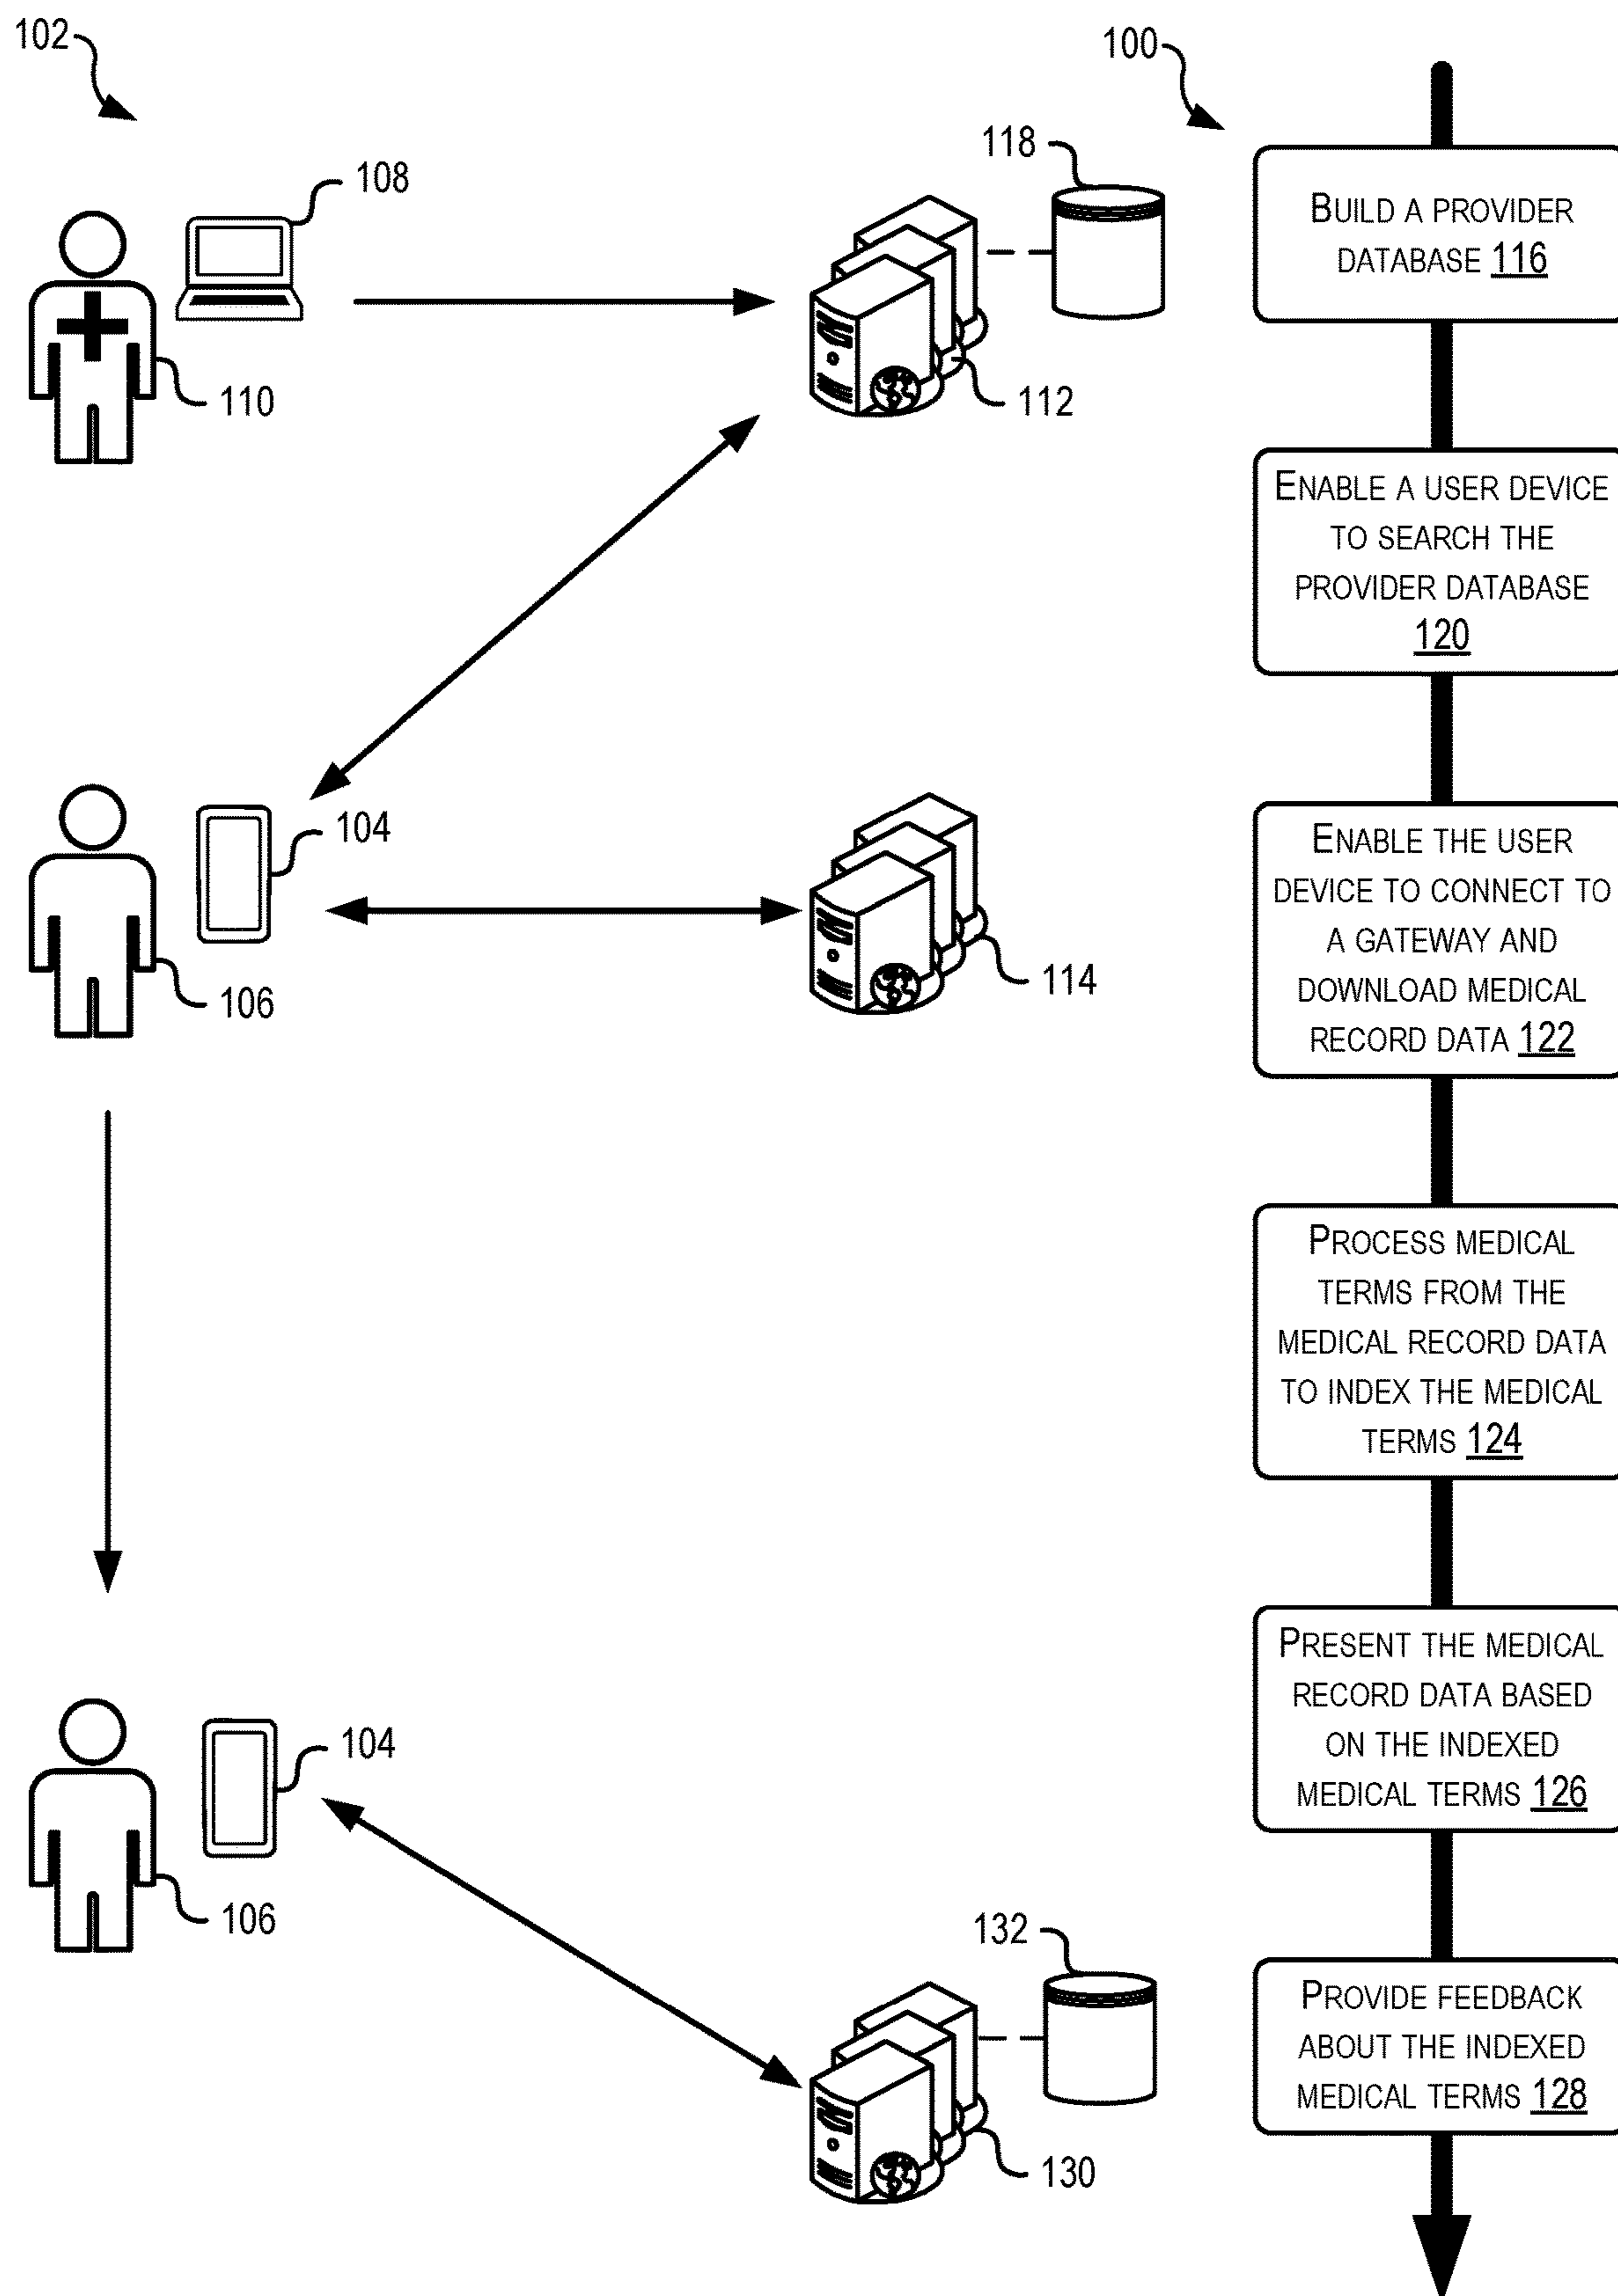 102
100
118
108
BUILD A PROVIDER
DATABASE 116
110
112
ENABLE A USER DEVICE
TO SEARCH THE
PROVIDER DATABASE
120
104
ENABLE THE USER
DEVICE TO CONNECT TO
A GATEWAY AND
DOWNLOAD MEDICAL
RECORD DATA 122
114
106
PROCESS MEDICAL
TERMS FROM THE
MEDICAL RECORD DATA
TO INDEX THE MEDICAL
TERMS 124
PRESENT THE MEDICAL
RECORD DATA BASED
ON THE INDEXED
MEDICAL TERMS 126
104
106
132
PROVIDE FEEDBACK
ABOUT THE INDEXED
MEDICAL TERMS 128
130